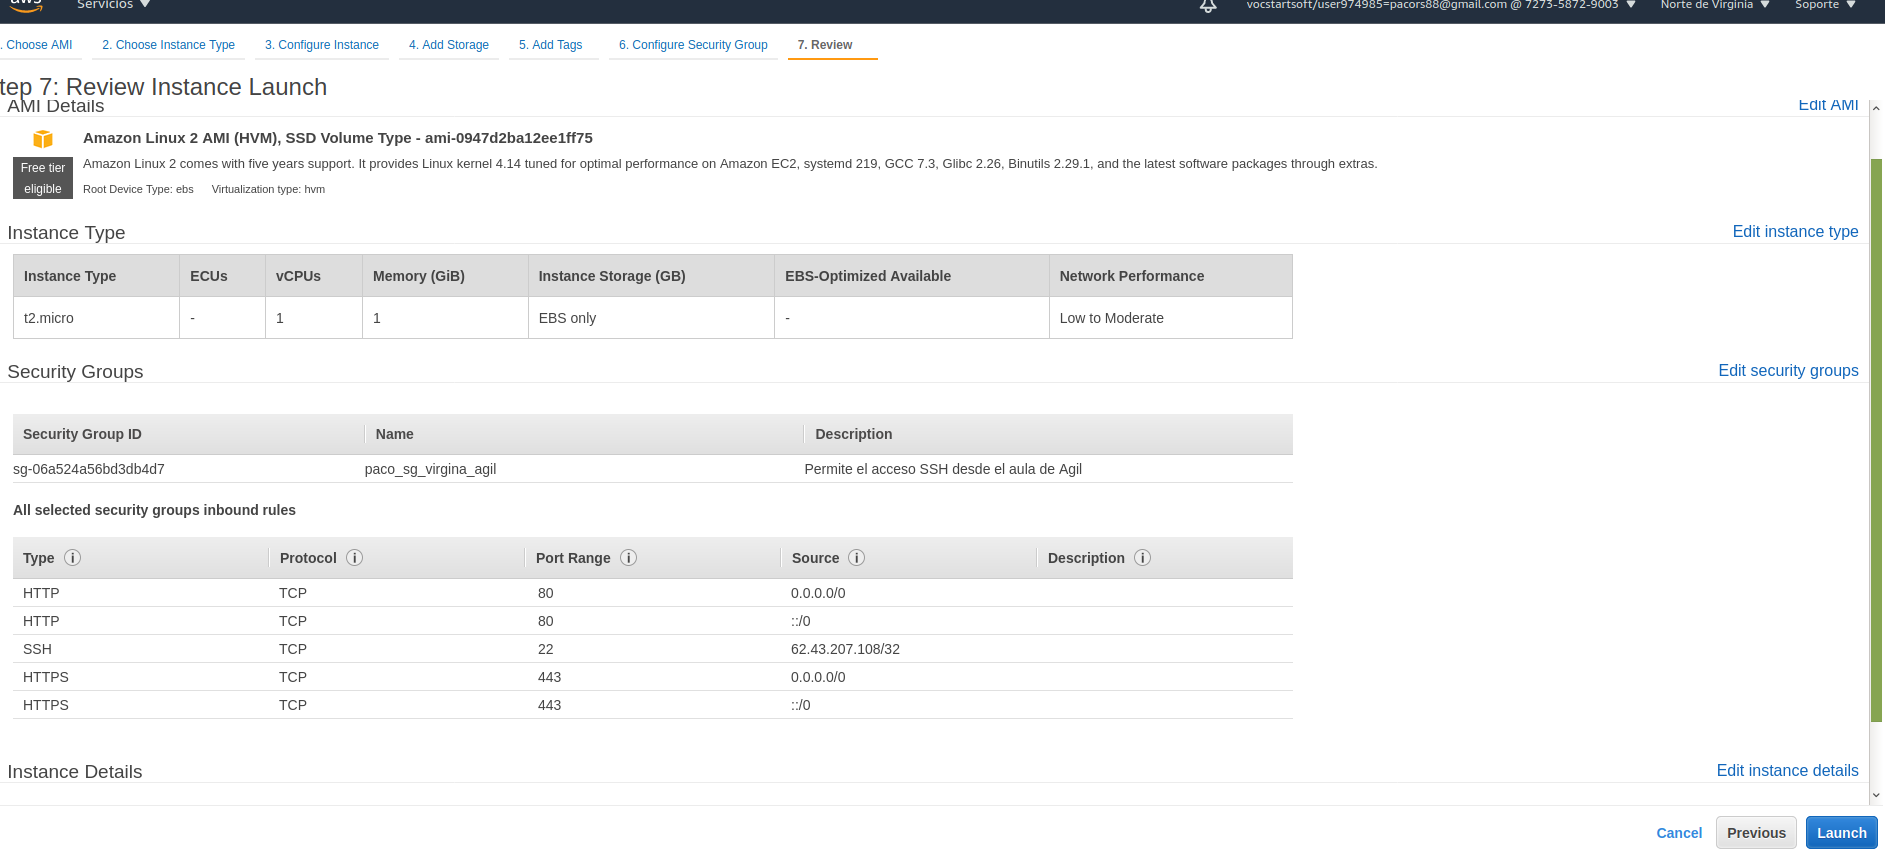 aws Servicios vocstartsoft/user974985=pacors88@gmail.com @ 7273-5872-9003 Norte de Virginia Soporte
. Choose AMI 2. Choose Instance Type 3. Configure Instance 4. Add Storage 5. Add Tags 6. Configure Security Group 7. Review
tep 7: Review Instance Launch
AMI Details Edit AMI
Amazon Linux 2 AMI (HVM), SSD Volume Type - ami-0947d2ba12ee1ff75
Free tier eligible
Amazon Linux 2 comes with five years support. It provides Linux kernel 4.14 tuned for optimal performance on Amazon EC2, systemd 219, GCC 7.3, Glibc 2.26, Binutils 2.29.1, and the latest software packages through extras.
Root Device Type: ebs Virtualization type: hvm
Instance Type Edit instance type
Instance Type ECUs vCPUs Memory (GiB) Instance Storage (GB) EBS-Optimized Available Network Performance
t2.micro - 1 1 EBS only - Low to Moderate
Security Groups Edit security groups
Security Group ID Name Description
sg-06a524a56bd3db4d7 paco_sg_virgina_agil Permite el acceso SSH desde el aula de Agil
All selected security groups inbound rules
Type i Protocol i Port Range i Source i Description i
HTTP TCP 80 0.0.0.0/0
HTTP TCP 80 ::/0
SSH TCP 22 62.43.207.108/32
HTTPS TCP 443 0.0.0.0/0
HTTPS TCP 443 ::/0
Instance Details Edit instance details
Cancel Previous Launch